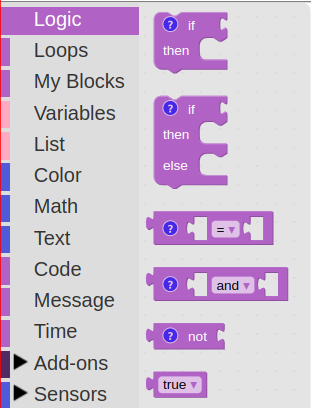 Logic
Loops
My Blocks
Variables
List
Color
Math
Text
Code
Message
Time
Add-ons
Sensors
? if
then
? if
then
else
? = ▾
? and ▾
? not
true ▾